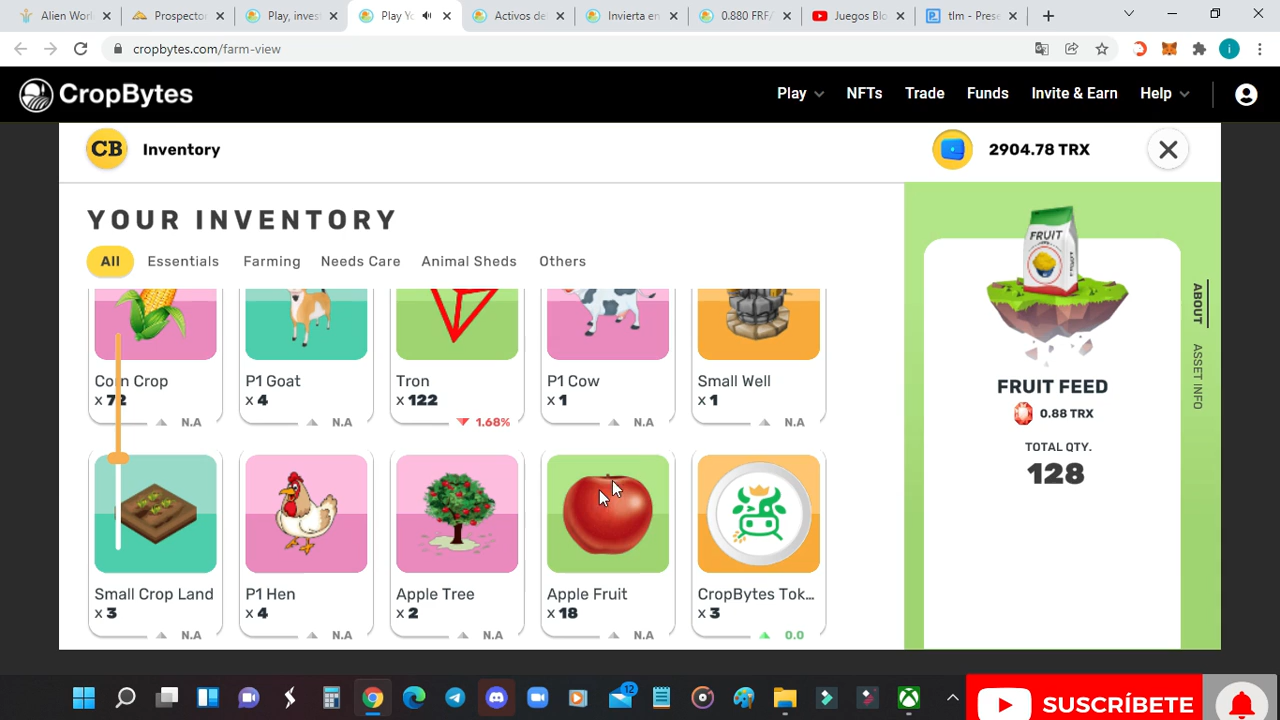 Alien Worl
Prospector
Play, inves
Play Yo
Activos de
Invierta en
0.880 FRF/
Juegos Blo
tlm - Prese
cropbytes.com/farm-view
i
CropBytes
Play
NFTs
Trade
Funds
Invite & Earn
Help
CB
Inventory
2904.78 TRX
YOUR INVENTORY
All
Essentials
Farming
Needs Care
Animal Sheds
Others
Corn Crop
x 72
N.A
P1 Goat
x 4
N.A
Tron
x 122
1.68%
P1 Cow
x 1
N.A
Small Well
x 1
N.A
Small Crop Land
x 3
N.A
P1 Hen
x 4
N.A
Apple Tree
x 2
N.A
Apple Fruit
x 18
N.A
CropBytes Tok...
x 3
0.0
FRUIT
FRUIT FEED
0.88 TRX
TOTAL QTY.
128
ABOUT
ASSET INFO
12
SUSCRÍBETE